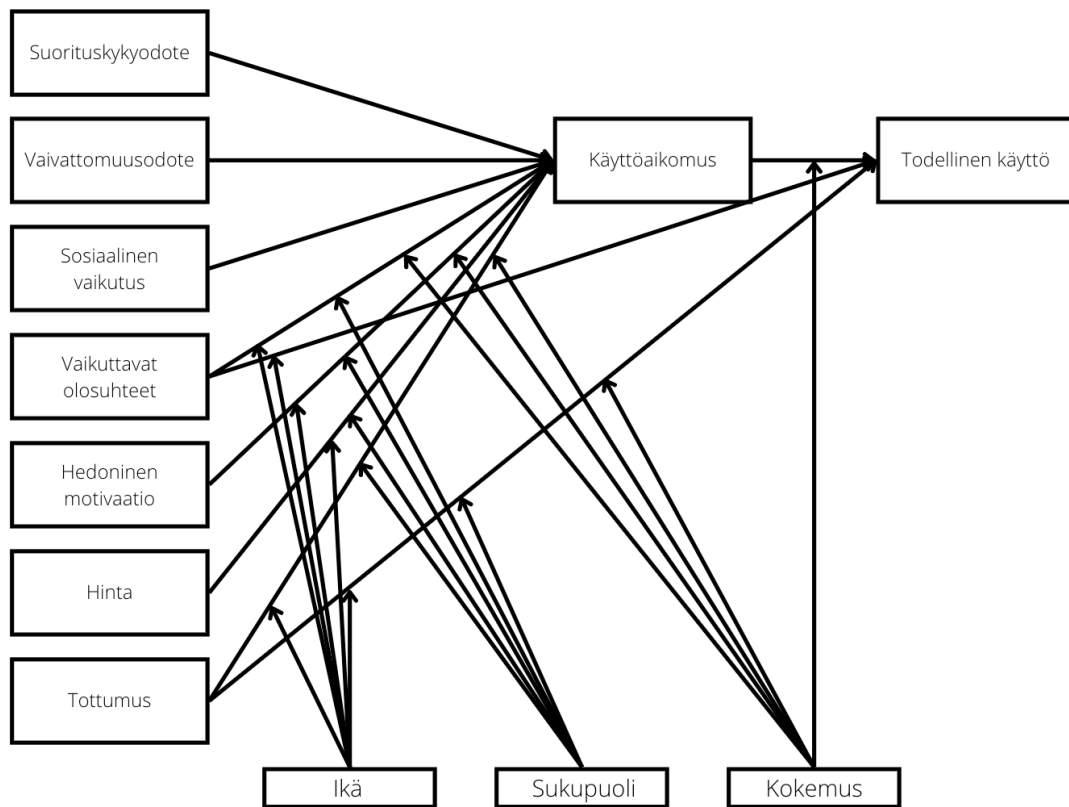 Suorituskykyodote
Vaivattomuusodote
Käyttöaikomus
Todellinen käyttö
Sosiaalinen
vaikutus
Vaikuttavat
olosuhteet
Hedoninen
motivaatio
Hinta
Tottumus
Ikä
Sukupuoli
Kokemus